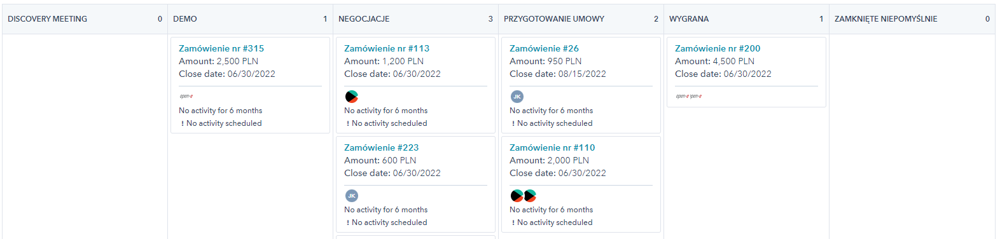 DISCOVERY MEETING 0
DEMO 1
NEGOCJACJE 3
PRZYGOTOWANIE UMOWY 2
WYGRANA 1
ZAMKNIĘTE NIEPOMYŚLNIE 0
Zamówienie nr #315
Amount: 2,500 PLN
Close date: 06/30/2022
open-e
No activity for 6 months
! No activity scheduled
Zamówienie nr #113
Amount: 1,200 PLN
Close date: 06/30/2022
No activity for 6 months
! No activity scheduled
Zamówienie #223
Amount: 600 PLN
Close date: 06/30/2022
JK
No activity for 6 months
! No activity scheduled
Zamówienie #26
Amount: 950 PLN
Close date: 08/15/2022
JK
No activity for 6 months
! No activity scheduled
Zamówienie nr #110
Amount: 2,000 PLN
Close date: 06/30/2022
No activity for 6 months
! No activity scheduled
Zamówienie nr #200
Amount: 4,500 PLN
Close date: 06/30/2022
open-e pen-e